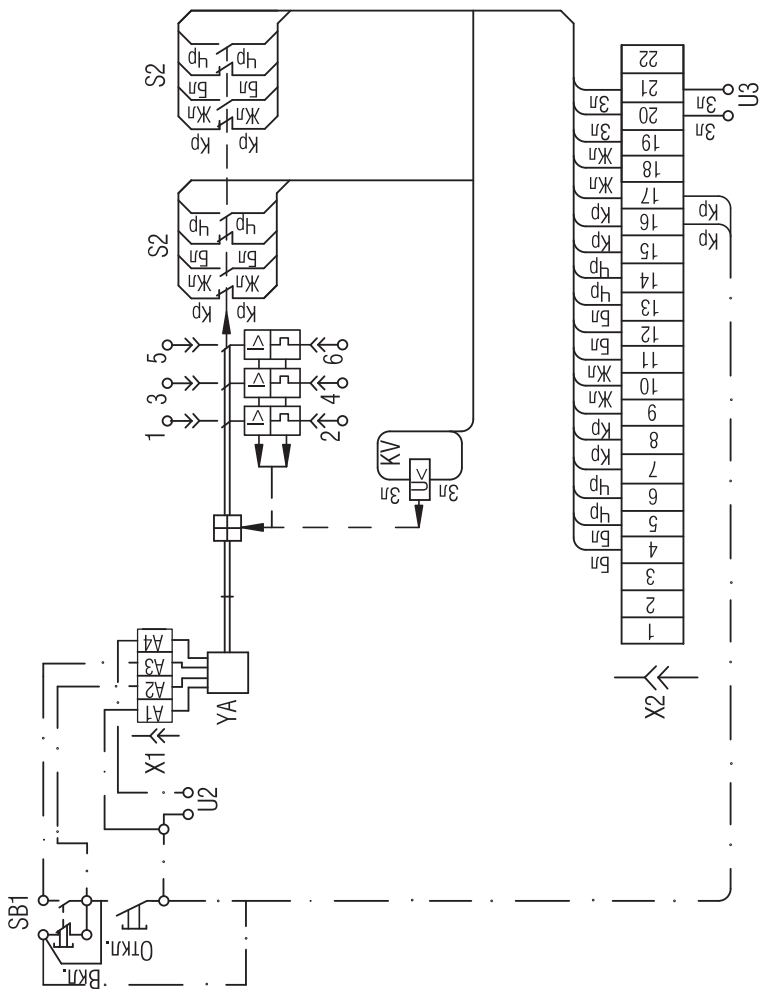 S2
Чр Чр
Бл Бл
Жл Жл
Кр Кр
S2
Чр Чр
Бл Бл
Жл Жл
Кр Кр
5
3
1
I>
I>
I>
6
4
2
KV
U>
Зл
Зл
22
21
20
19
18
17
16
15
14
13
12
11
10
9
8
7
6
5
4
3
2
1
Зл
Зл
Жл
Жл
Кр
Кр
Чр
Чр
Бл
Бл
Жл
Жл
Кр
Кр
Чр
Чр
Бл
Бл
Зл
Зл
U3
Кр
Кр
X2
A4
A3
A2
A1
X1
YA
U2
SB1
Вкл.
Откл.